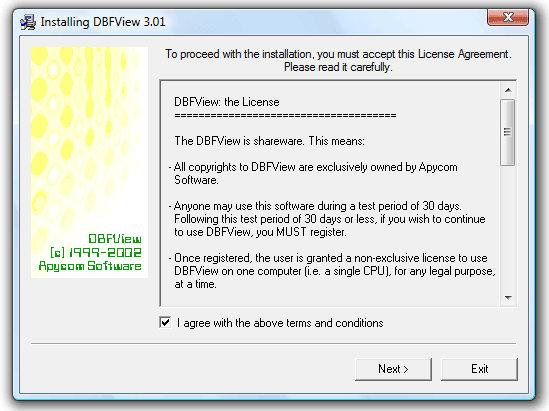 Installing DBFView 3.01
To proceed with the installation, you must accept this License Agreement.
Please read it carefully.
DBFView: the License
=====================================
The DBFView is shareware. This means:
- All copyrights to DBFView are exclusively owned by Apycom
Software.
- Anyone may use this software during a test period of 30 days.
Following this test period of 30 days or less, if you wish to continue
to use DBFView, you MUST register.
- Once registered, the user is granted a non-exclusive license to use
DBFView on one computer (i.e. a single CPU), for any legal purpose,
at a time.
DBFView
(c) 1999-2002
Apycom Software
I agree with the above terms and conditions
Next >
Exit